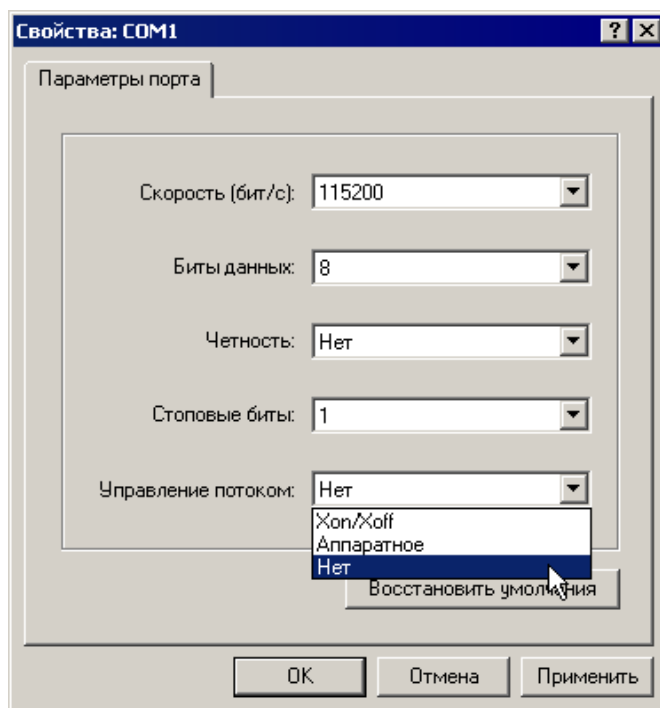 Свойства: COM1
Параметры порта
Скорость (бит/с): 115200
Биты данных: 8
Четность: Нет
Стоповые биты: 1
Управление потоком: Нет
Xon/Xoff
Аппаратное
Нет
Восстановить умолчания
OK Отмена Применить